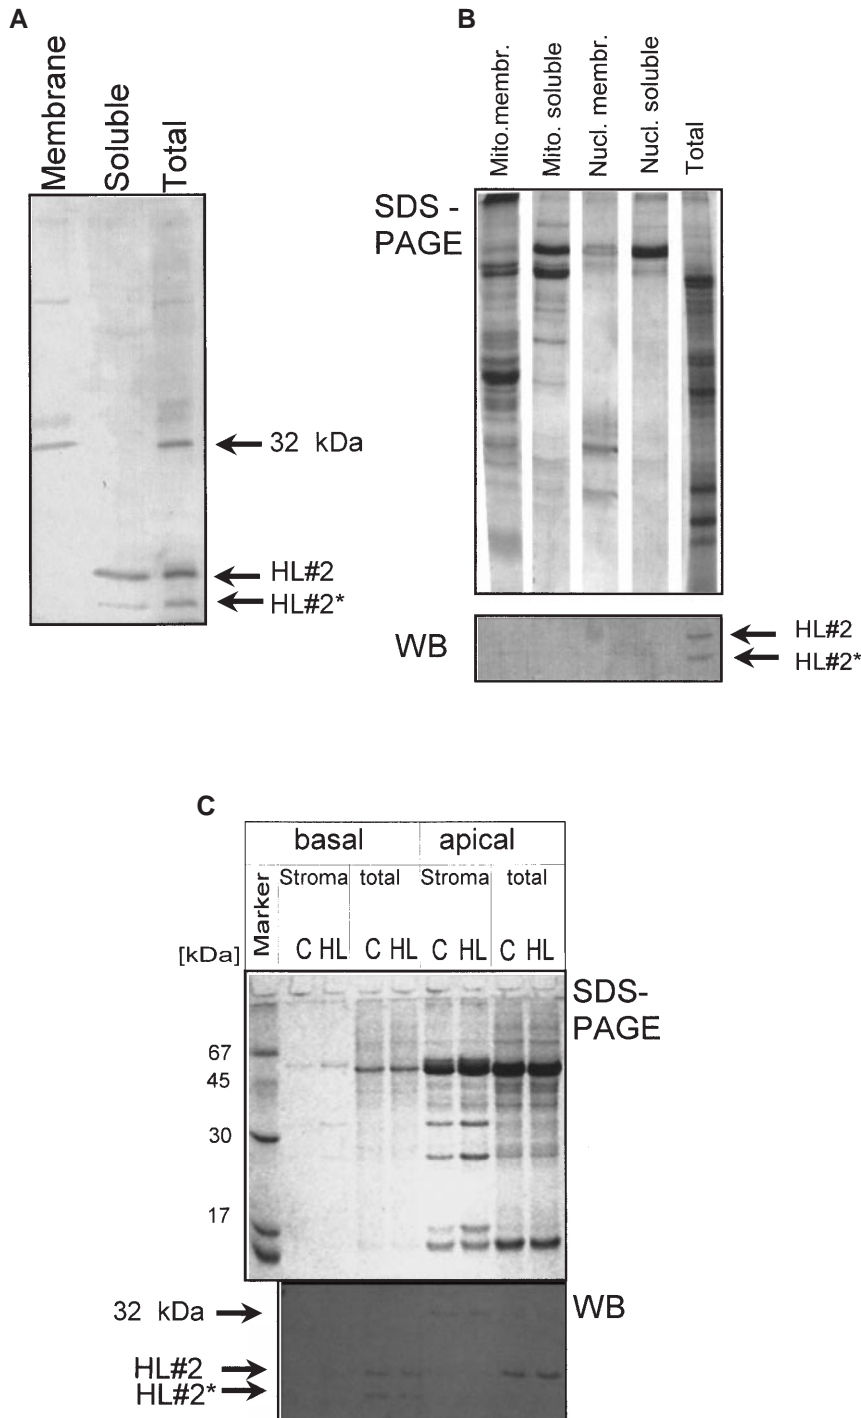 A
Membrane
Soluble
Total
32 kDa
HL#2
HL#2*
B
Mito.membr.
Mito. soluble
Nucl. membr.
Nucl. soluble
Total
SDS -
PAGE
WB
HL#2
HL#2*
C
basal apical
Marker Stroma total Stroma total
[kDa] C HL C HL C HL C HL
SDS-
PAGE
67
45
30
17
32 kDa
WB
HL#2
HL#2*